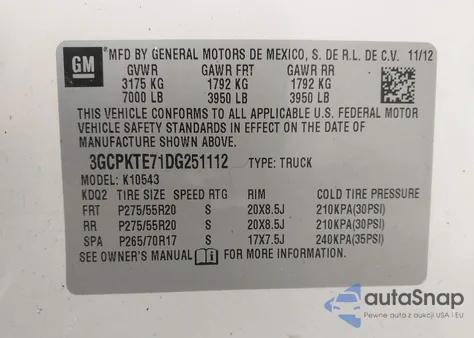 GM
MFD BY GENERAL MOTORS DE MEXICO, S. DE R.L. DE C.V. 11/12
GVWR GAWR FRT GAWR RR
3175 KG 1792 KG 1792 KG
7000 LB 3950 LB 3950 LB
THIS VEHICLE CONFORMS TO ALL APPLICABLE U.S. FEDERAL MOTOR
VEHICLE SAFETY STANDARDS IN EFFECT ON THE DATE OF
MANUFACTURE SHOWN ABOVE.
3GCPKTE71DG251112 TYPE: TRUCK
MODEL: K10543
KDQ2 TIRE SIZE SPEED RTG RIM COLD TIRE PRESSURE
FRT P275/55R20 S 20X8.5J 210KPA(30PSI)
RR P275/55R20 S 20X8.5J 210KPA(30PSI)
SPA P265/70R17 S 17X7.5J 240KPA(35PSI)
SEE OWNER'S MANUAL FOR MORE INFORMATION.
autoSnap
Pewne auta z aukcji USA i EU